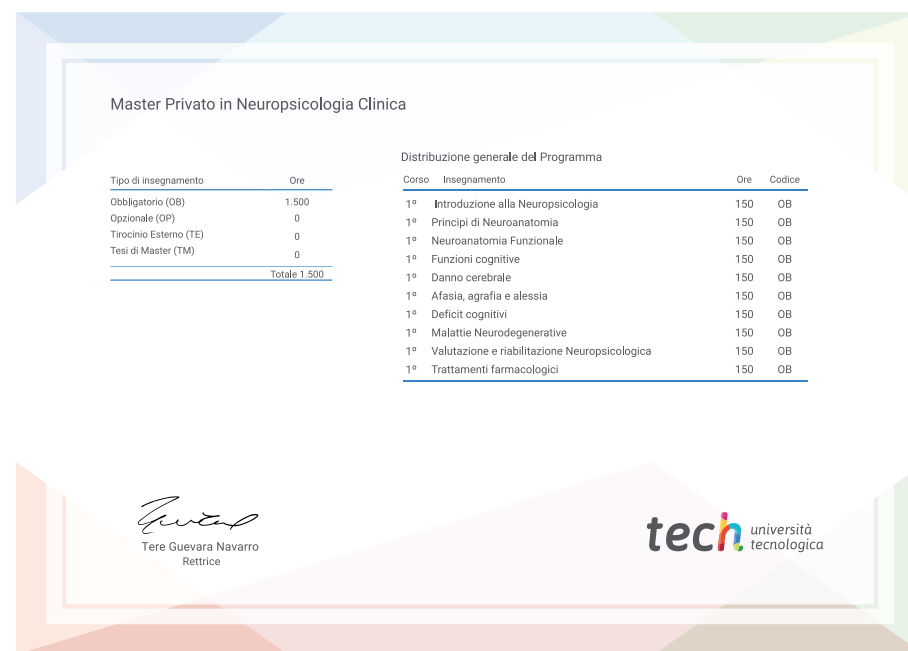 Master Privato in Neuropsicologia Clinica
Tipo di insegnamento Ore
Obbligatorio (OB) 1.500
Opzionale (OP) 0
Tirocinio Esterno (TE) 0
Tesi di Master (TM) 0
Totale 1.500
Distribuzione generale del Programma
Corso Insegnamento Ore Codice
1º Introduzione alla Neuropsicologia 150 OB
1º Principi di Neuroanatomia 150 OB
1º Neuroanatomia Funzionale 150 OB
1º Funzioni cognitive 150 OB
1º Danno cerebrale 150 OB
1º Afasia, agrafia e alessia 150 OB
1º Deficit cognitivi 150 OB
1º Malattie Neurodegenerative 150 OB
1º Valutazione e riabilitazione Neuropsicologica 150 OB
1º Trattamenti farmacologici 150 OB
Tere Guevara Navarro
Rettrice
tech università
tecnologica